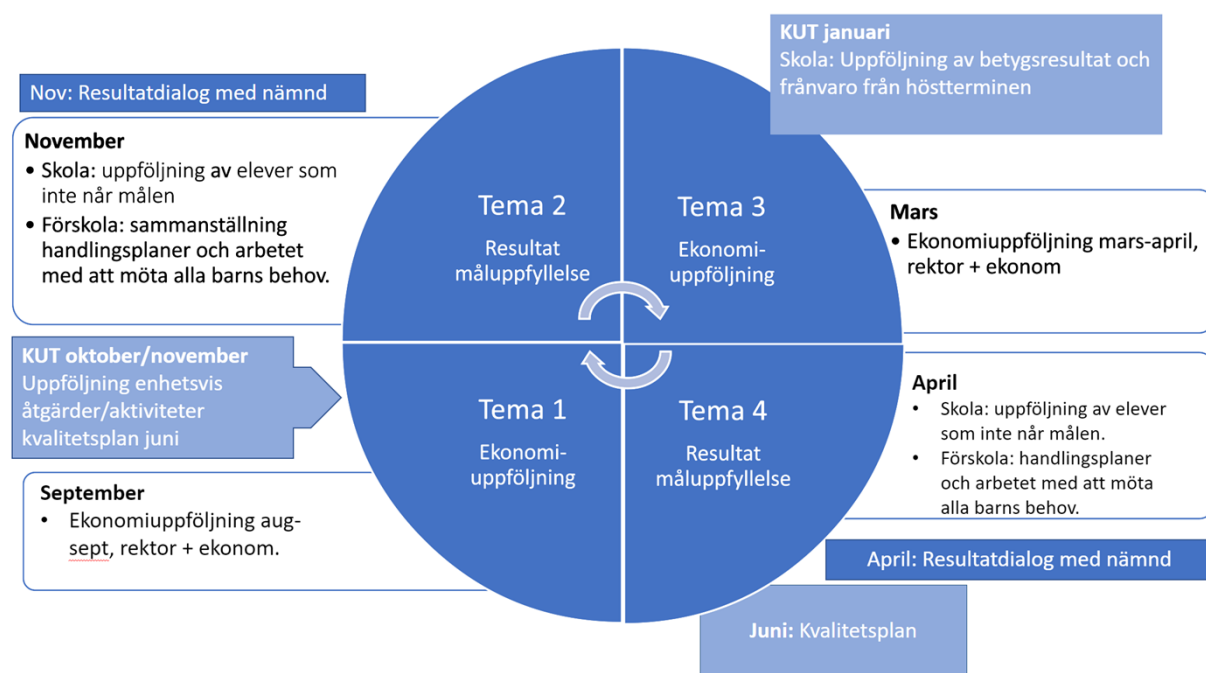 KUT januari
Skola: Uppföljning av betygsresultat och
frånvaro från höstterminen
Nov: Resultatdialog med nämnd
November
• Skola: uppföljning av elever som
inte når målen
• Förskola: sammanställning
handlingsplaner och arbetet
med att möta alla barns behov.
Tema 2
Resultat
måluppfyllelse
Tema 3
Ekonomi-
uppföljning
Mars
• Ekonomiuppföljning mars-april,
rektor + ekonom
KUT oktober/november
Uppföljning enhetsvis
åtgärder/aktiviteter
kvalitetsplan juni
Tema 1
Ekonomi-
uppföljning
Tema 4
Resultat
måluppfyllelse
April
• Skola: uppföljning av elever
som inte når målen.
• Förskola: handlingsplaner
och arbetet med att möta
alla barns behov.
September
• Ekonomiuppföljning aug-
sept, rektor + ekonom.
April: Resultatdialog med nämnd
Juni: Kvalitetsplan